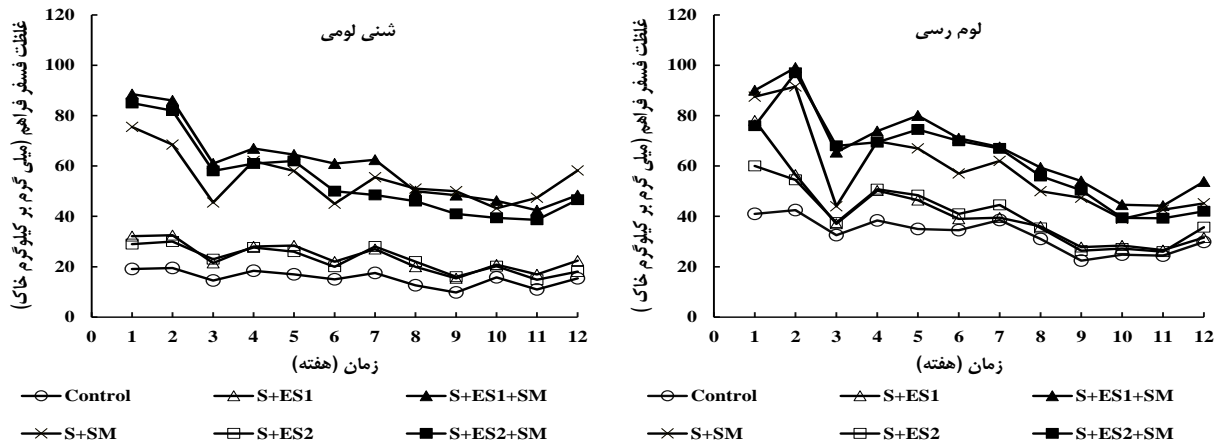 شنی لومی
غلظت فسفر فراهم (میلی گرم بر کیلوگرم خاک)
120
100
80
60
40
20
0
0 1 2 3 4 5 6 7 8 9 10 11 12
زمان (هفته)
Control S+ES1 S+ES1+SM
S+SM S+ES2 S+ES2+SM
لوم رسی
غلظت فسفر فراهم (میلی گرم بر کیلوگرم خاک )
120
100
80
60
40
20
0
0 1 2 3 4 5 6 7 8 9 10 11 12
زمان (هفته)
Control S+ES1 S+ES1+SM
S+SM S+ES2 S+ES2+SM